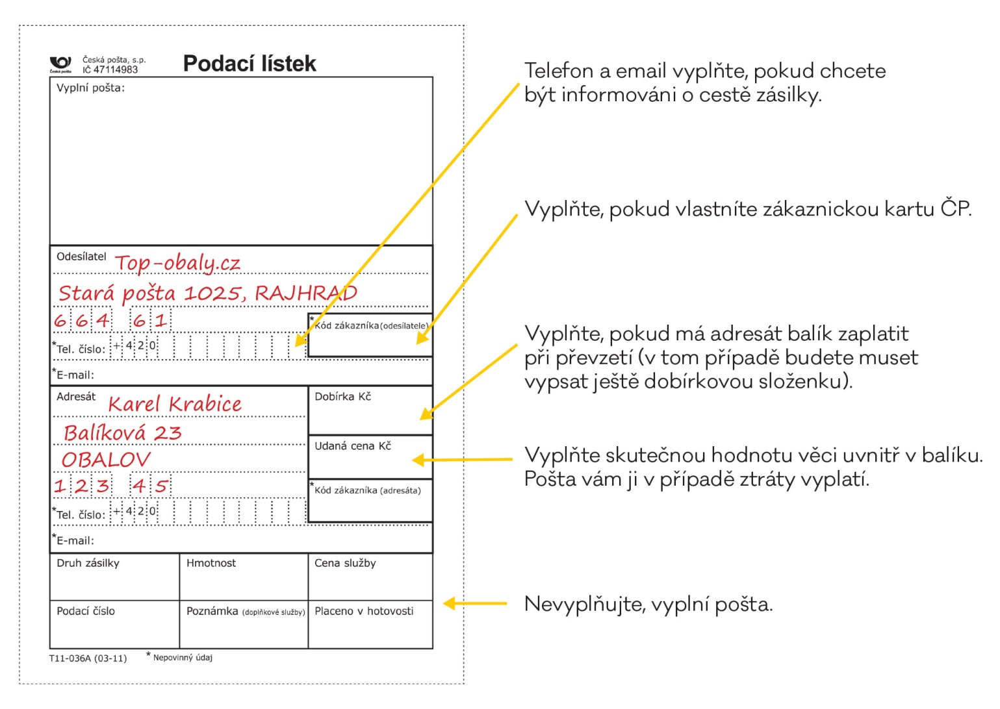 Česká pošta
Česká pošta, s.p.
IČ 47114983
Podací lístek
Vyplní pošta:
Odesílatel Top-obaly.cz
Stará pošta 1025, RAJHRAD
664 61
*Kód zákazníka (odesílatele)
*Tel. číslo: +420
*E-mail:
Adresát Karel Krabice
Balíková 23
OBALOV
123 45
*Tel. číslo: +420
*E-mail:
Dobírka Kč
Udaná cena Kč
*Kód zákazníka (adresáta)
Druh zásilky
Hmotnost
Cena služby
Podací číslo
Poznámka (doplňkové služby)
Placeno v hotovosti
T11-036A (03-11)
* Nepovinný údaj
Telefon a email vyplňte, pokud chcete
být informováni o cestě zásilky.
Vyplňte, pokud vlastníte zákaznickou kartu ČP.
Vyplňte, pokud má adresát balík zaplatit
při převzetí (v tom případě budete muset
vypsat ještě dobírkovou složenku).
Vyplňte skutečnou hodnotu věci uvnitř v balíku.
Pošta vám ji v případě ztráty vyplatí.
Nevyplňujte, vyplní pošta.